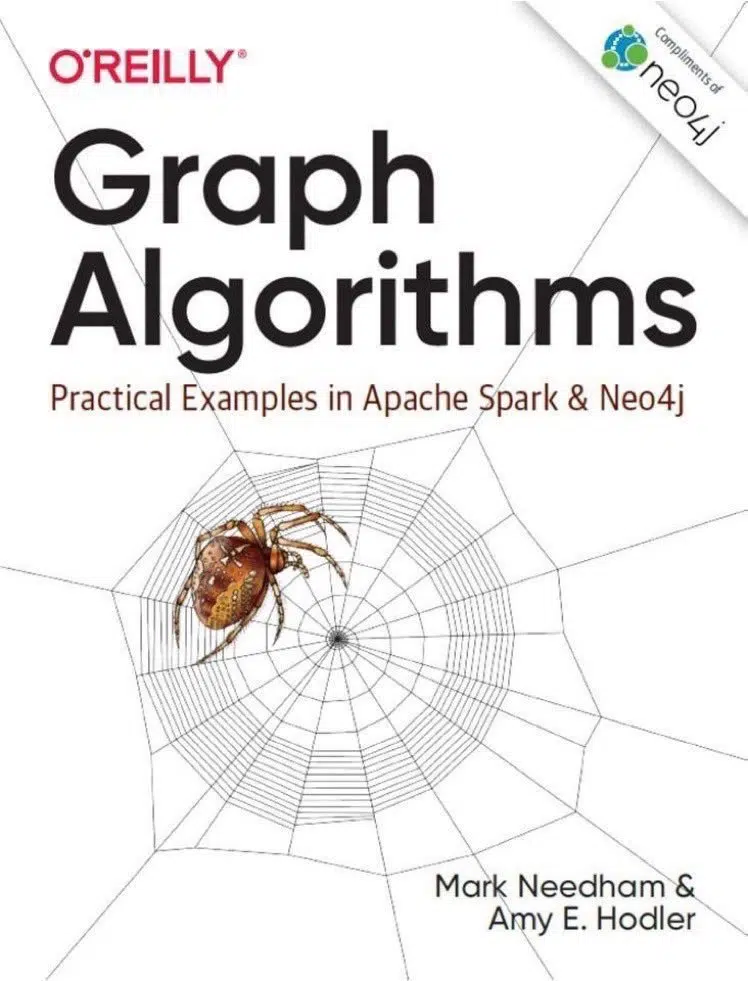 O'REILLY®
Compliments of
neo4j
Graph
Algorithms
Practical Examples in Apache Spark & Neo4j
Mark Needham &
Amy E. Hodler